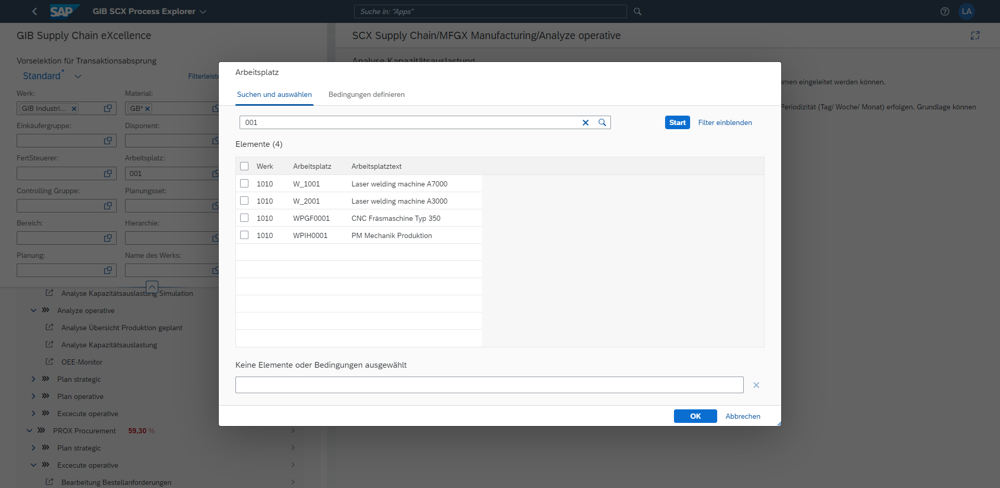 SAP
GIB SCX Process Explorer
Suche in: "Apps"
LA
GIB Supply Chain eXcellence
Vorselektion für Transaktionsabsprung
Standard*
Filterleiste
Werk:
Material:
GIB Industri...
GB*
Einkäufergruppe:
Disponent:
FertSteuerer:
Arbeitsplatz:
001
Controlling Gruppe:
Planungsset:
Bereich:
Hierarchie:
Planung:
Name des Werks:
Analyse Kapazitätsauslastung Simulation
Analyze operative
Analyse Übersicht Produktion geplant
Analyse Kapazitätsauslastung
OEE-Monitor
Plan strategic
Plan operative
Excecute operative
PROX Procurement 59,30 %
Plan strategic
Excecute operative
Bearbeitung Bestellanforderungen
SCX Supply Chain/MFGX Manufacturing/Analyze operative
Analyse Kapazitätsauslastung
men eingeleitet werden können.
Periodizität (Tag/ Woche/ Monat) erfolgen. Grundlage können
Arbeitsplatz
Suchen und auswählen
Bedingungen definieren
001
Start
Filter einblenden
Elemente (4)
Werk Arbeitsplatz Arbeitsplatztext
1010 W_1001 Laser welding machine A7000
1010 W_2001 Laser welding machine A3000
1010 WPGF0001 CNC Fräsmaschine Typ 350
1010 WPIH0001 PM Mechanik Produktion
Keine Elemente oder Bedingungen ausgewählt
OK
Abbrechen